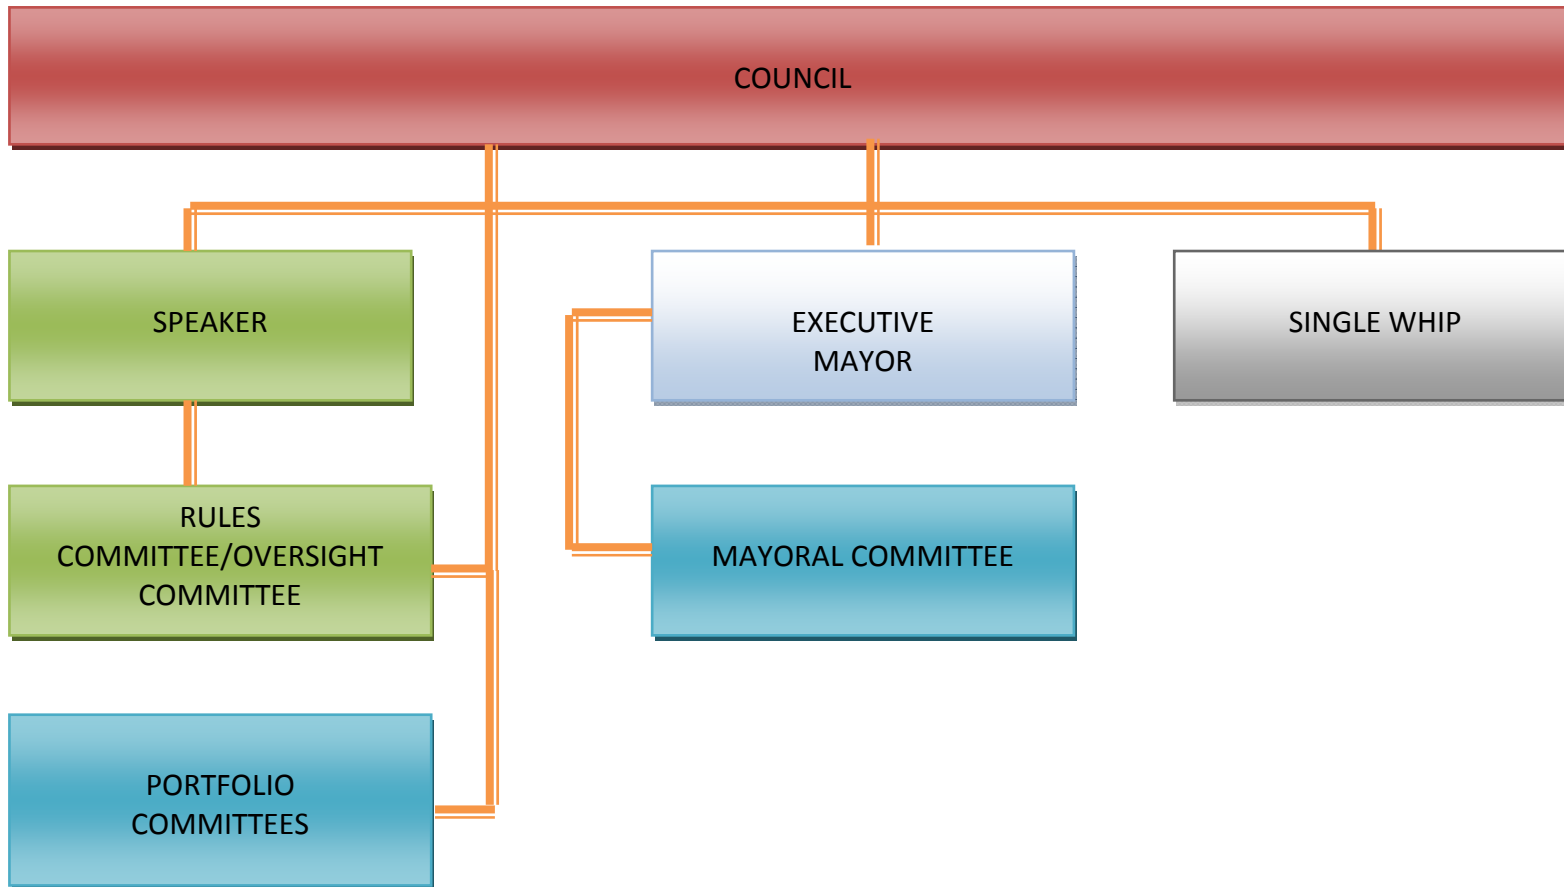 COUNCIL
SPEAKER
EXECUTIVE
MAYOR
SINGLE WHIP
RULES
COMMITTEE/OVERSIGHT
COMMITTEE
MAYORAL COMMITTEE
PORTFOLIO
COMMITTEES